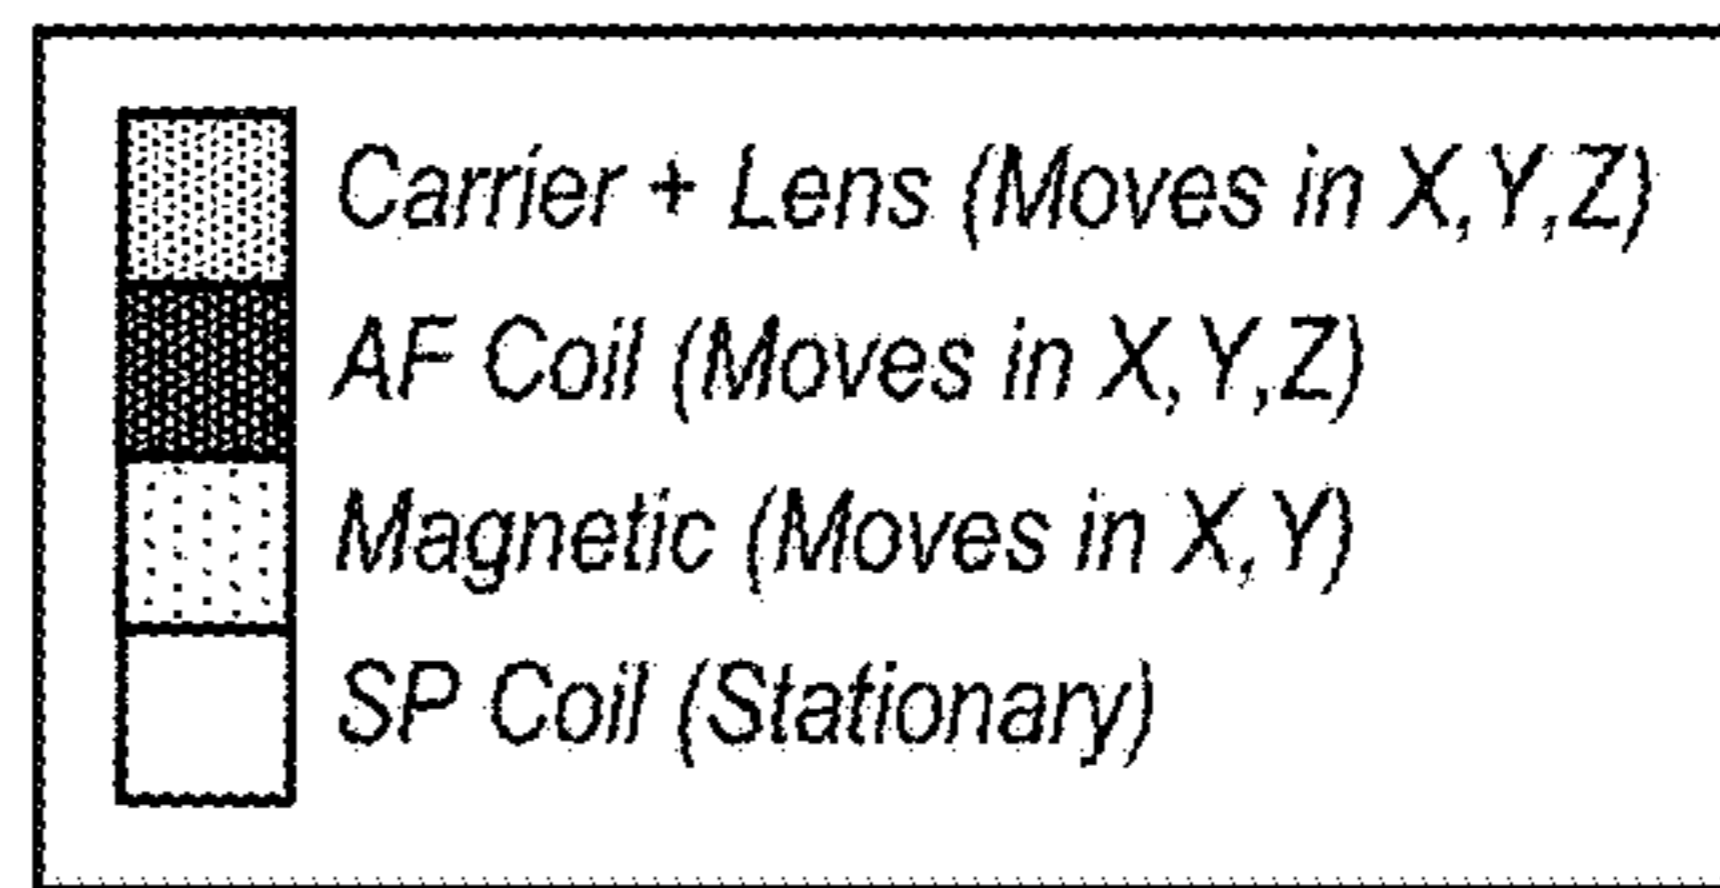 Carrier + Lens (Moves in X,Y,Z)
AF Coil (Moves in X,Y,Z)
Magnetic (Moves in X,Y)
SP Coil (Stationary)